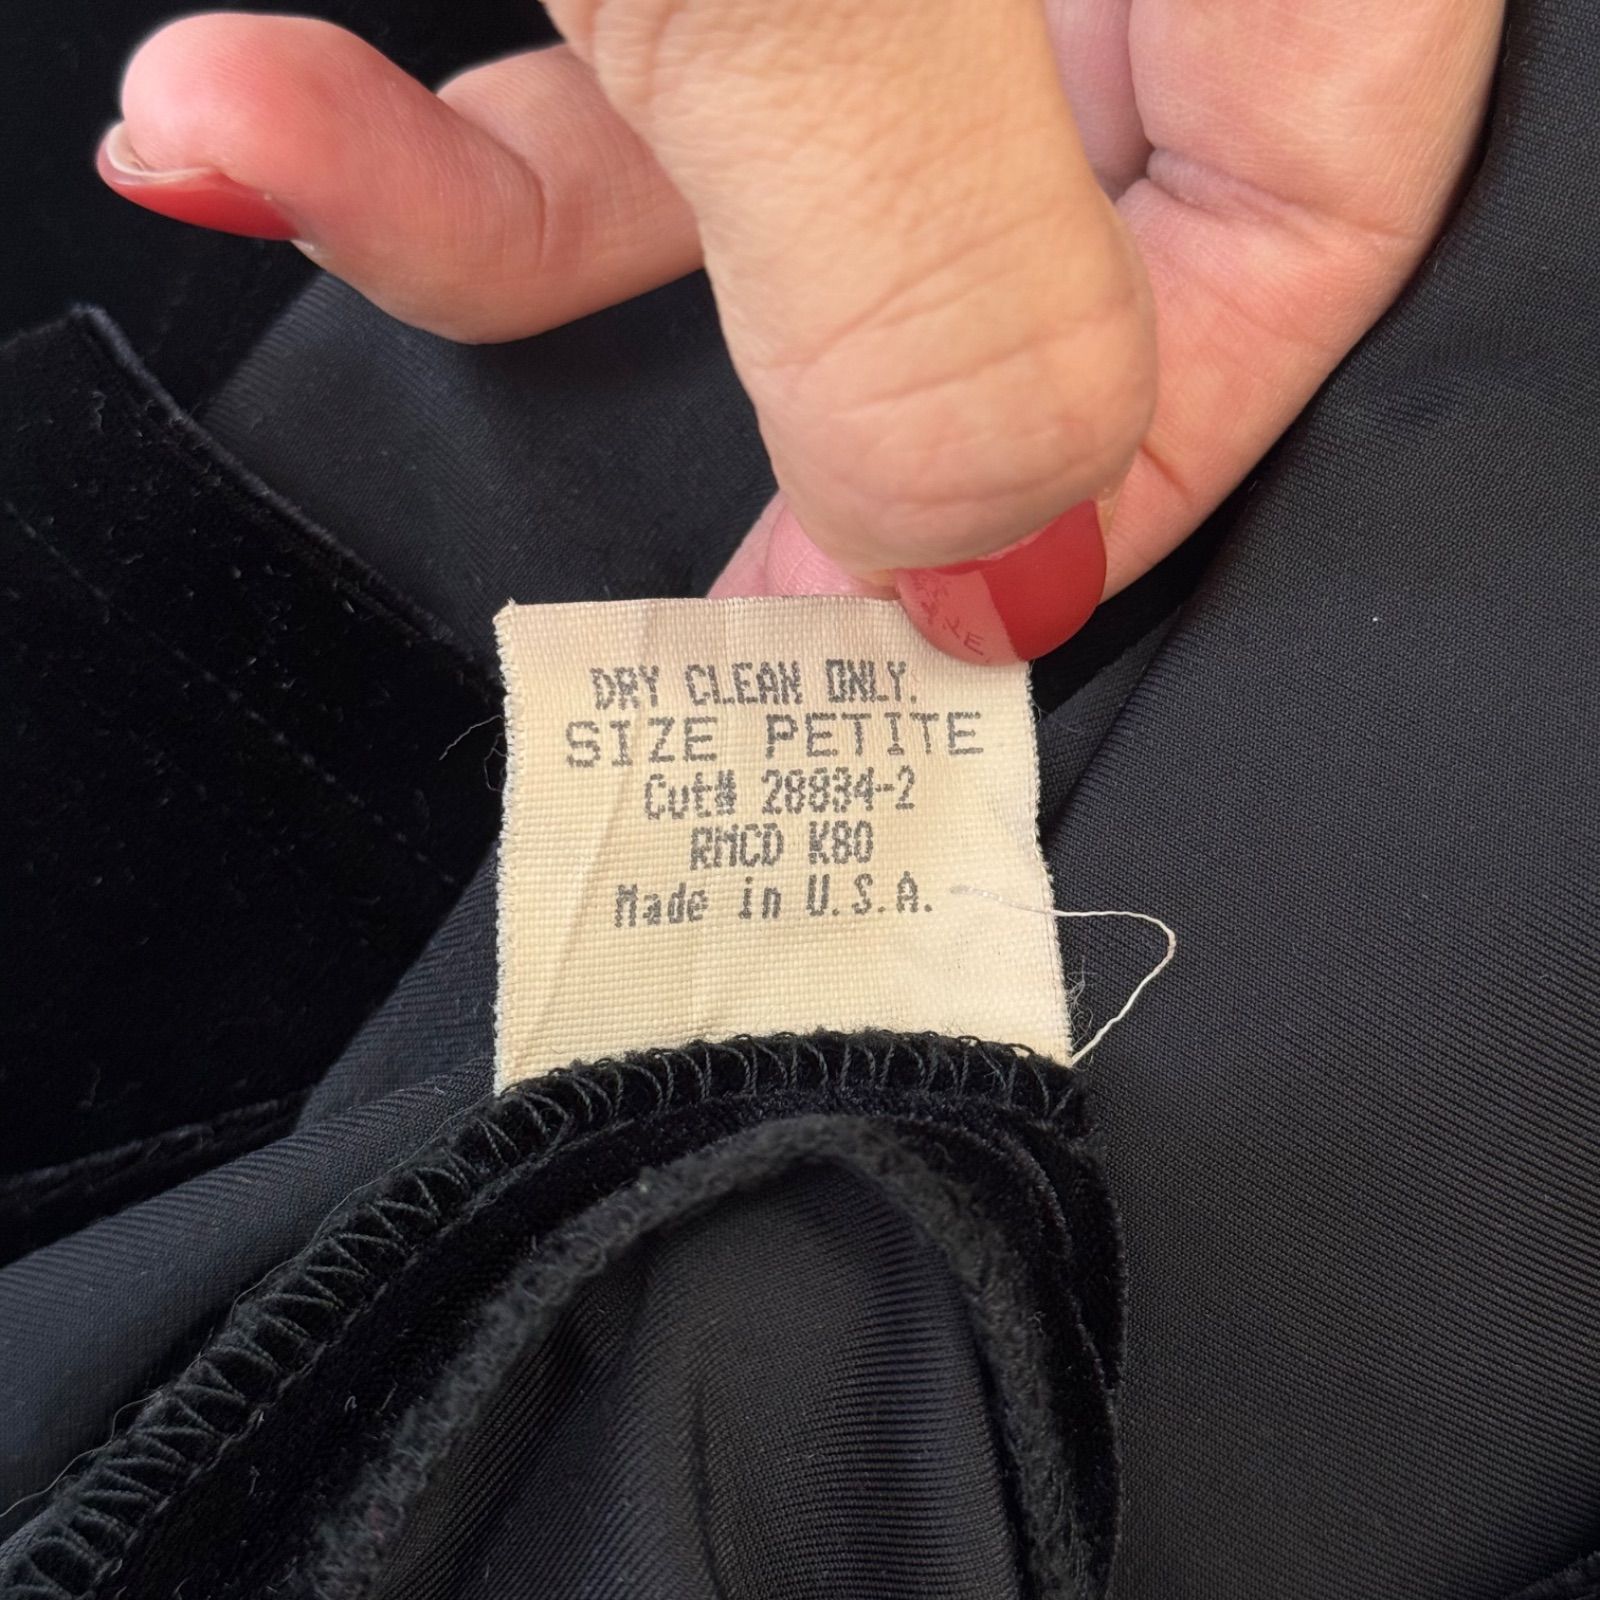 DRY CLEAN ONLY.
SIZE PETITE
Cut# 28834-2
RMCD K80
Made in U.S.A.